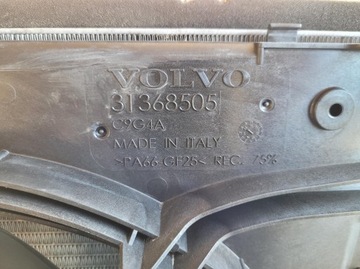 VOLVO
31368505
C9G4A
MADE IN ITALY
>PA66-GF25< REC. 75%